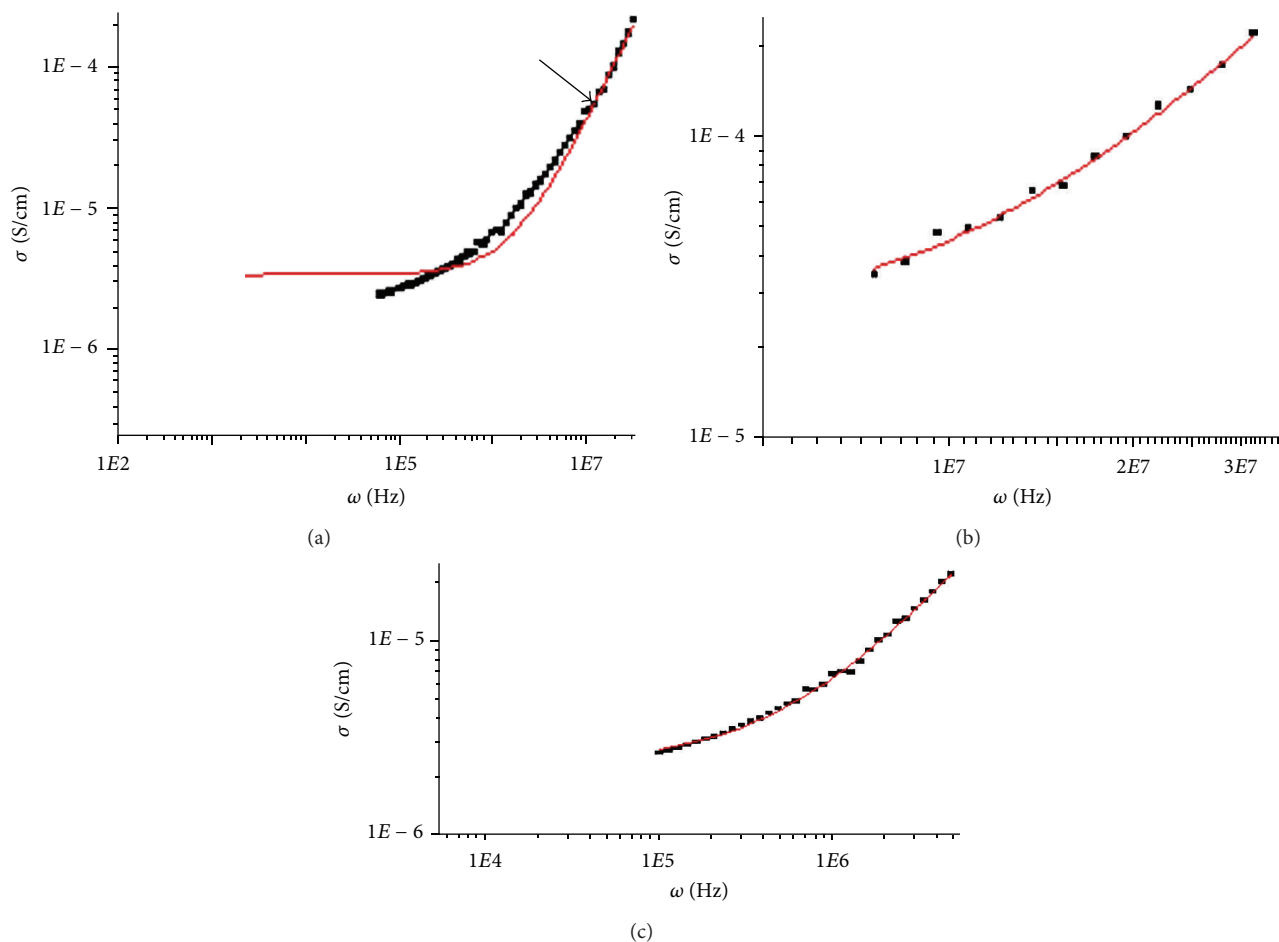 1E − 4
1E − 5
1E − 6
σ (S/cm)
1E2
1E5
1E7
ω (Hz)
(a)
1E − 4
1E − 5
σ (S/cm)
1E7
2E7
3E7
ω (Hz)
(b)
1E − 5
1E − 6
σ (S/cm)
1E4
1E5
1E6
ω (Hz)
(c)